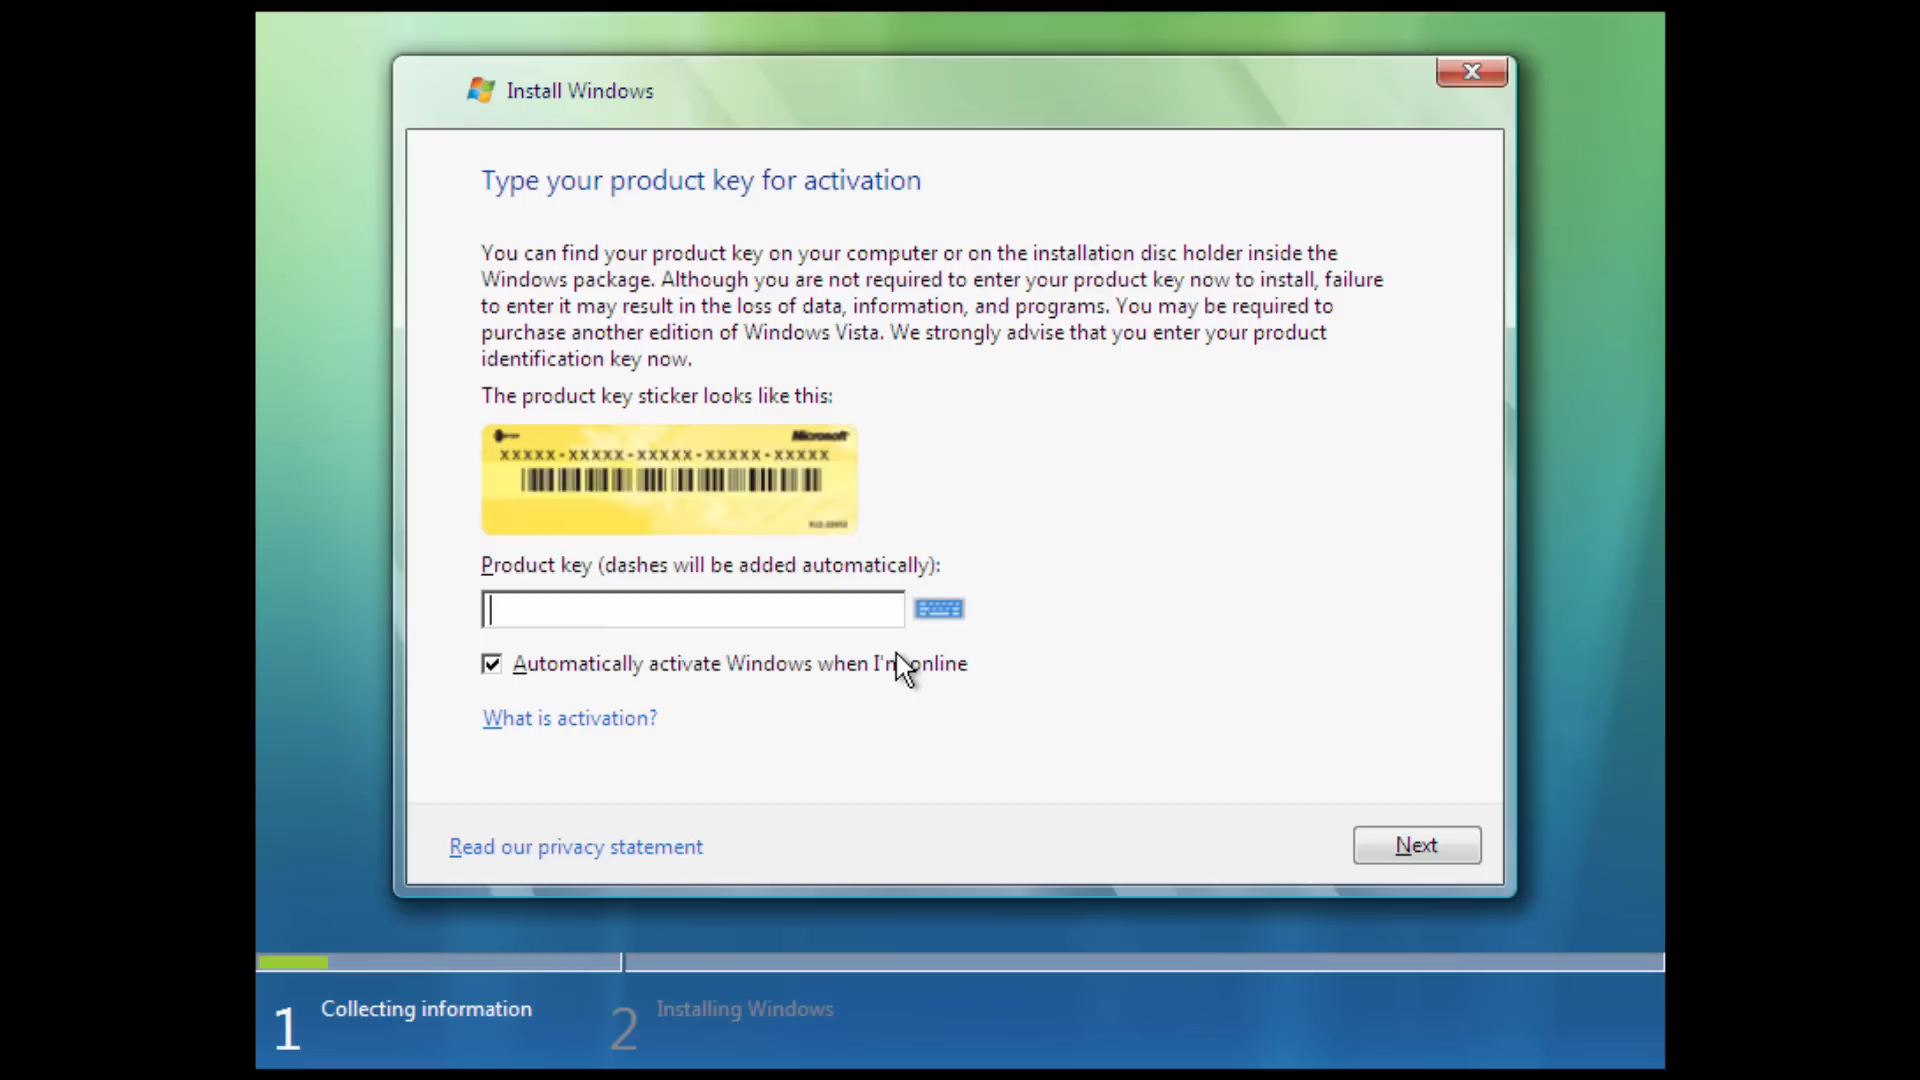 Install Windows
Type your product key for activation
You can find your product key on your computer or on the installation disc holder inside the
Windows package. Although you are not required to enter your product key now to install, failure
to enter it may result in the loss of data, information, and programs. You may be required to
purchase another edition of Windows Vista. We strongly advise that you enter your product
identification key now.
The product key sticker looks like this:
Microsoft
XXXXX-XXXXX-XXXXX-XXXXX-XXXXX
Product key (dashes will be added automatically):
Automatically activate Windows when I'm online
What is activation?
Read our privacy statement
Next
1 Collecting information
2 Installing Windows